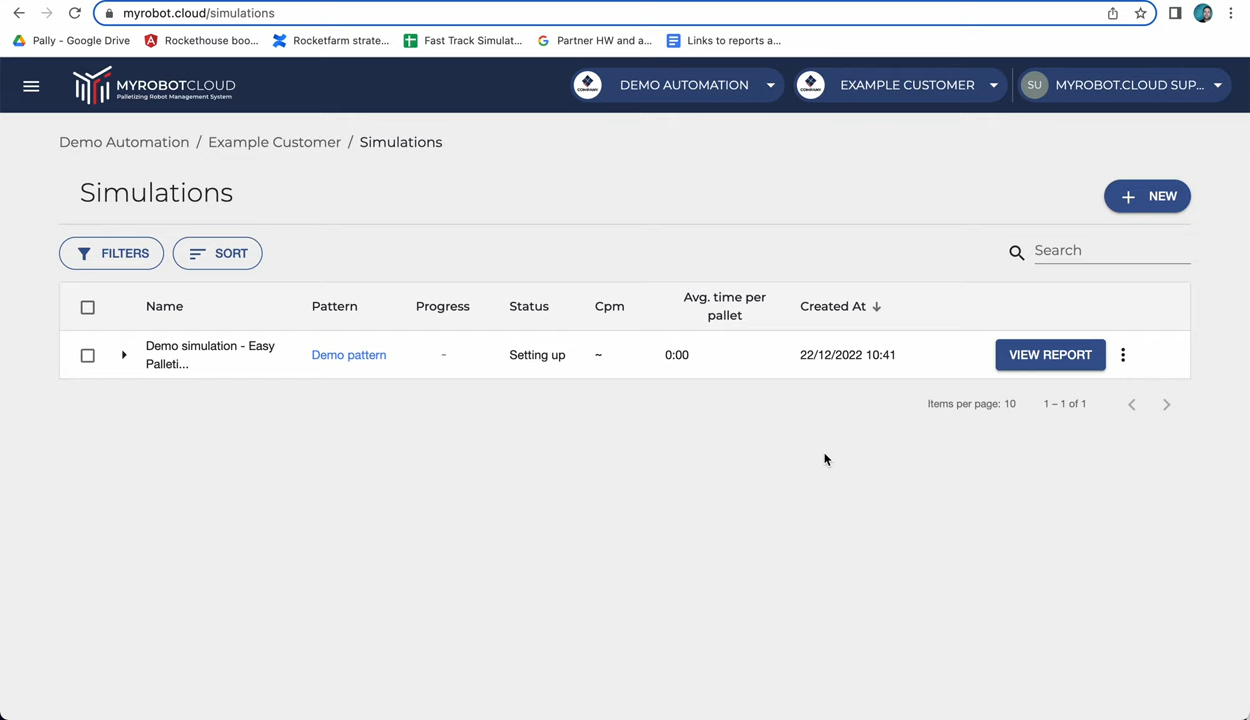 myrobot.cloud/simulations
Pally - Google Drive
Rockethouse boo...
Rocketfarm strate...
Fast Track Simulat...
Partner HW and a...
Links to reports a...
MYROBOTCLOUD
Palletizing Robot Management System
COMPANY
DEMO AUTOMATION
COMPANY
EXAMPLE CUSTOMER
SU
MYROBOT.CLOUD SUP...
Demo Automation / Example Customer / Simulations
Simulations
NEW
FILTERS
SORT
Search
Name
Pattern
Progress
Status
Cpm
Avg. time per
pallet
Created At
Demo simulation - Easy
Palleti...
Demo pattern
-
Setting up
~
0:00
22/12/2022 10:41
VIEW REPORT
Items per page: 10
1 – 1 of 1